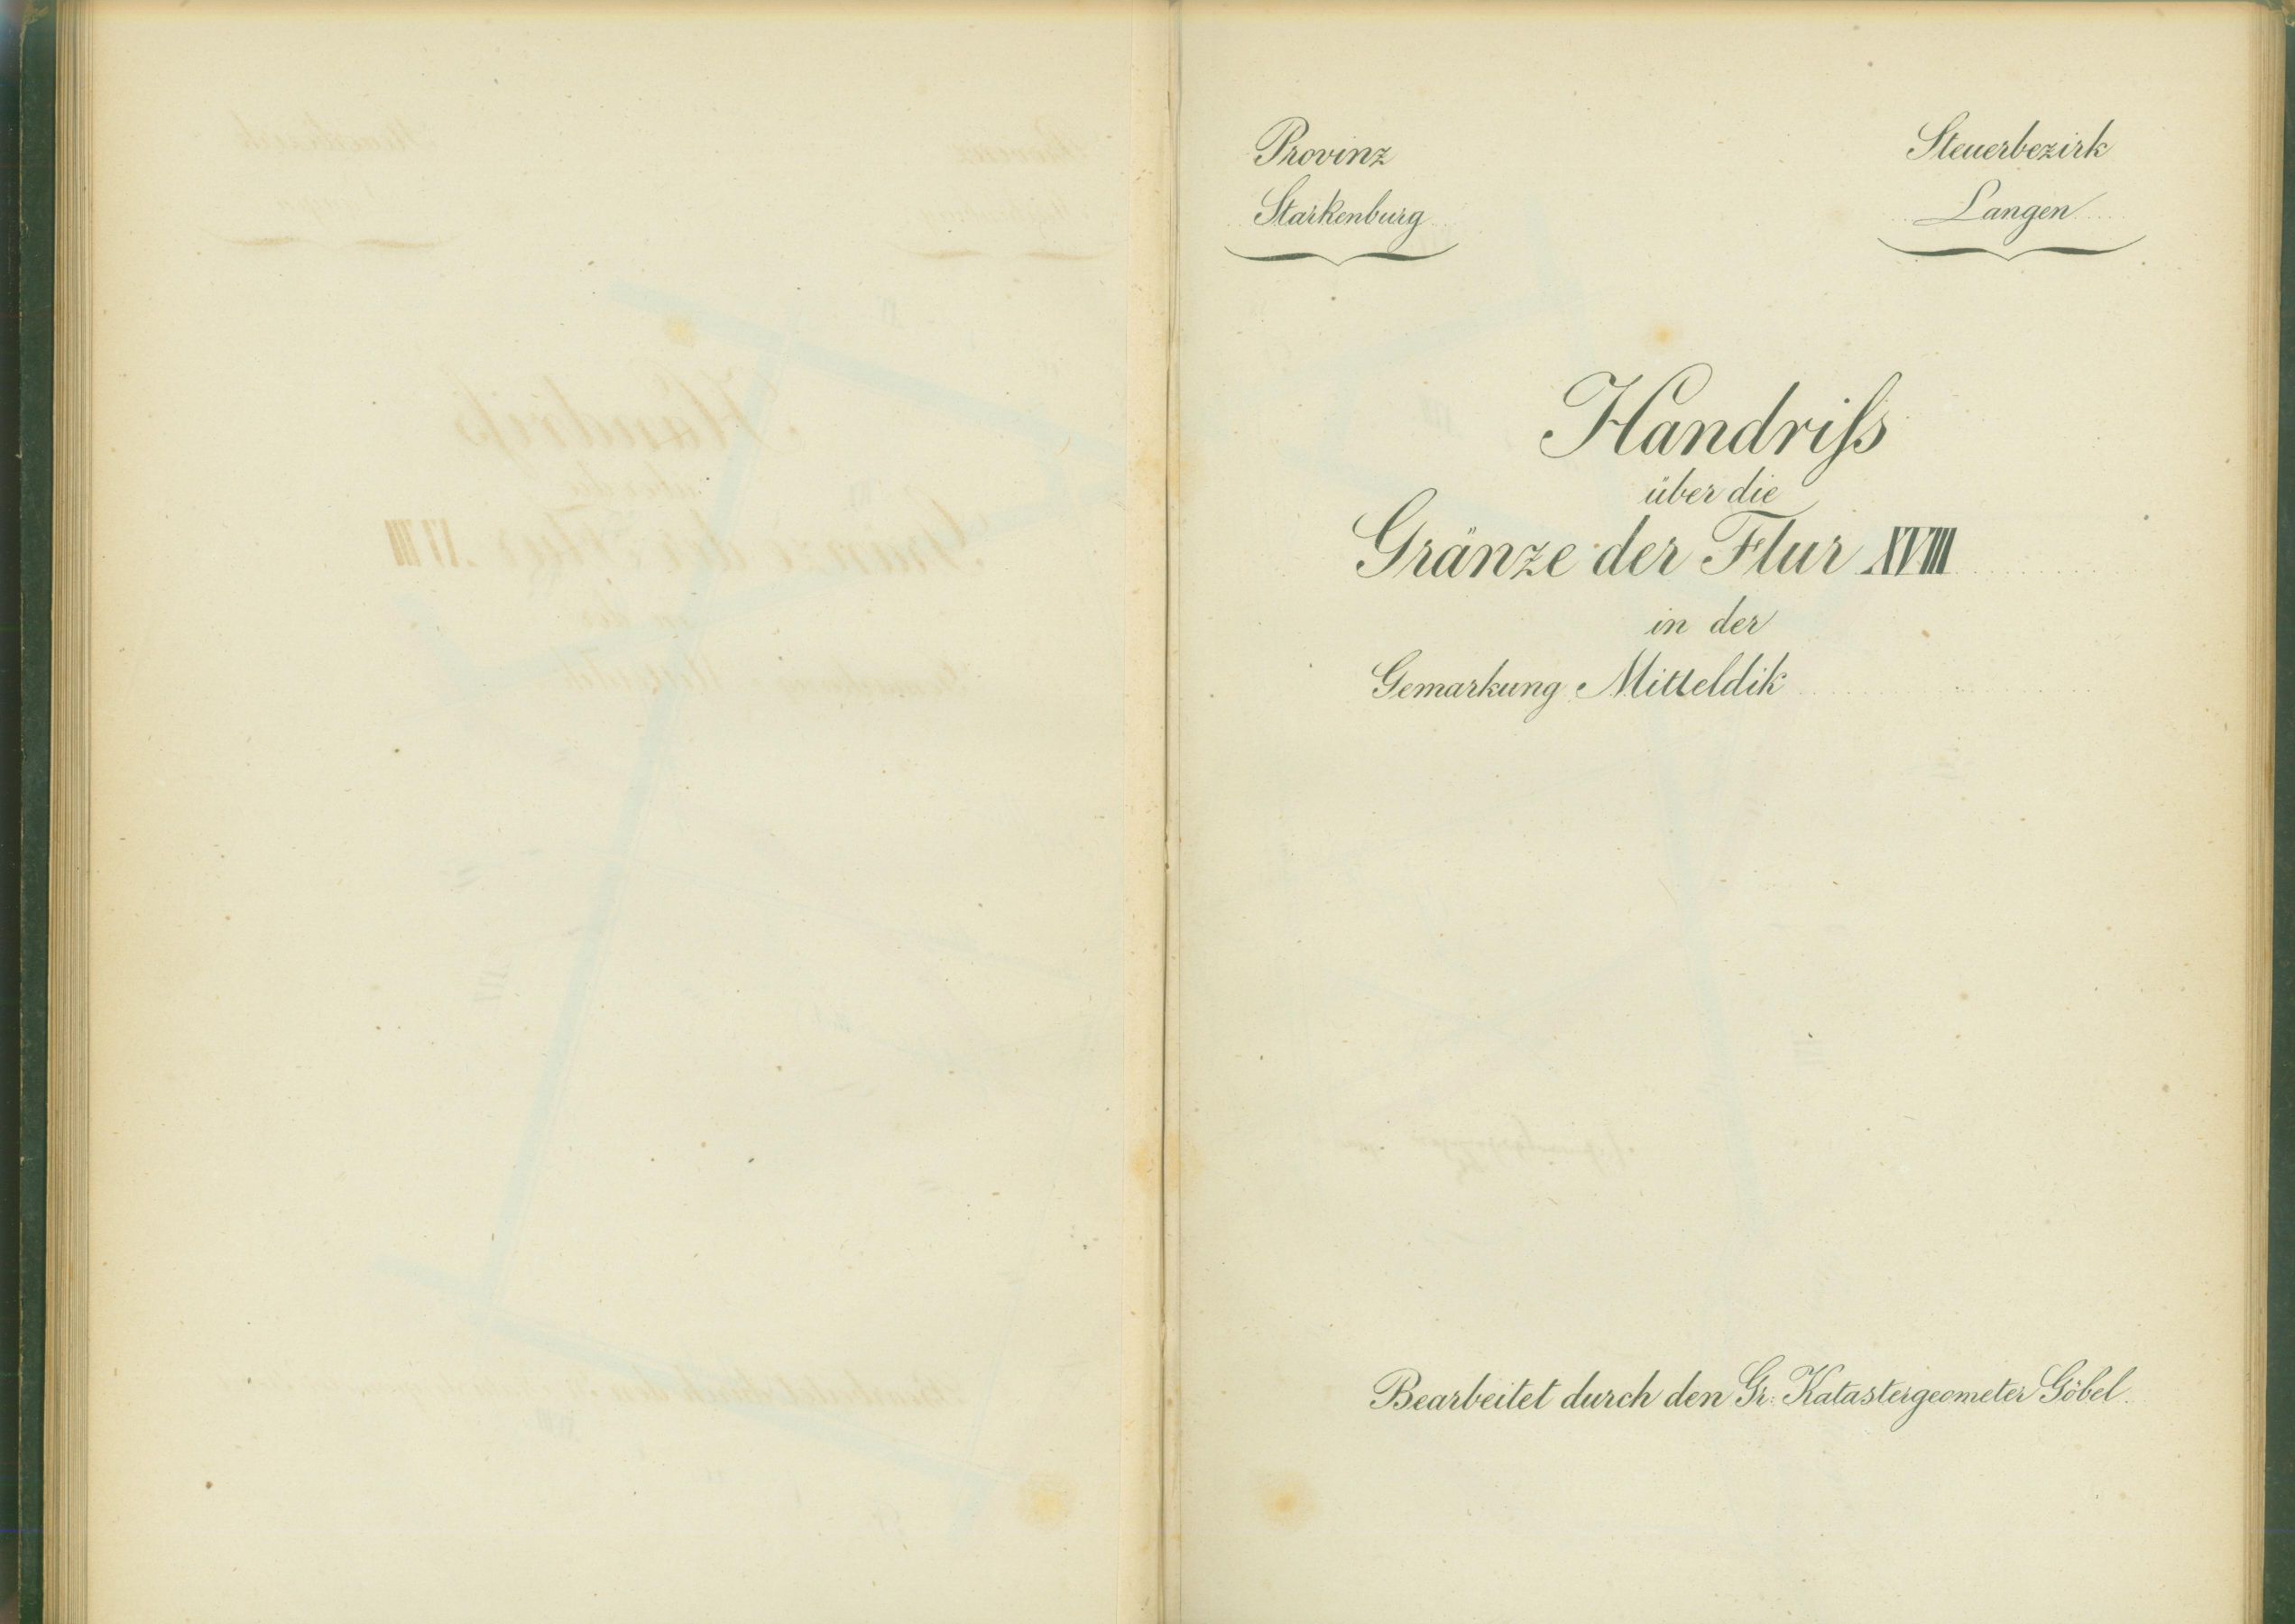 Provinz
Starkenburg
Steuerbezirk
Langen
Handriſs
über die
Gränze der Flur XVIII
in der
Gemarkung Mitteldik
Bearbeitet durch den Gr. Katastergeometer Göbel.